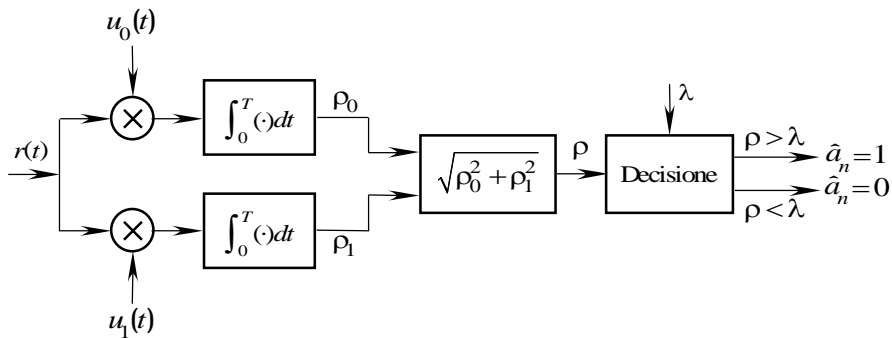 u₀(t)
∫₀ᵀ(·)dt
ρ₀
λ
r(t)
√(ρ₀² + ρ₁²)
ρ
Decisione
ρ>λ
âₙ=1
âₙ=0
ρ<λ
∫₀ᵀ(·)dt
ρ₁
u₁(t)